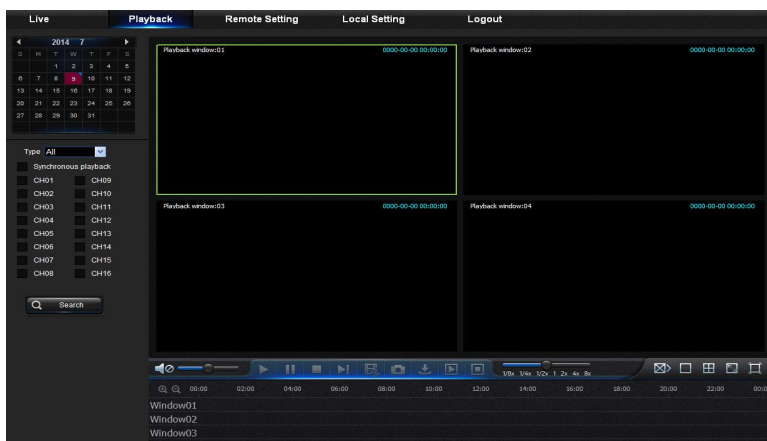 Live Playback Remote Setting Local Setting Logout
2014 7
S M T W T F S
1 2 3 4 5
6 7 8 9 10 11 12
13 14 15 16 17 18 19
20 21 22 23 24 25 26
27 28 29 30 31
Type All
Synchronous playback
CH01 CH09
CH02 CH10
CH03 CH11
CH04 CH12
CH05 CH13
CH06 CH14
CH07 CH15
CH08 CH16
Search
Playback window:01 0000-00-00 00:00:00
Playback window:02 0000-00-00 00:00:00
Playback window:03 0000-00-00 00:00:00
Playback window:04 0000-00-00 00:00:00
1/8x 1/4x 1/2x 1 2x 4x 8x
00:00 02:00 04:00 06:00 08:00 10:00 12:00 14:00 16:00 18:00 20:00 22:00 00:0
Window01
Window02
Window03